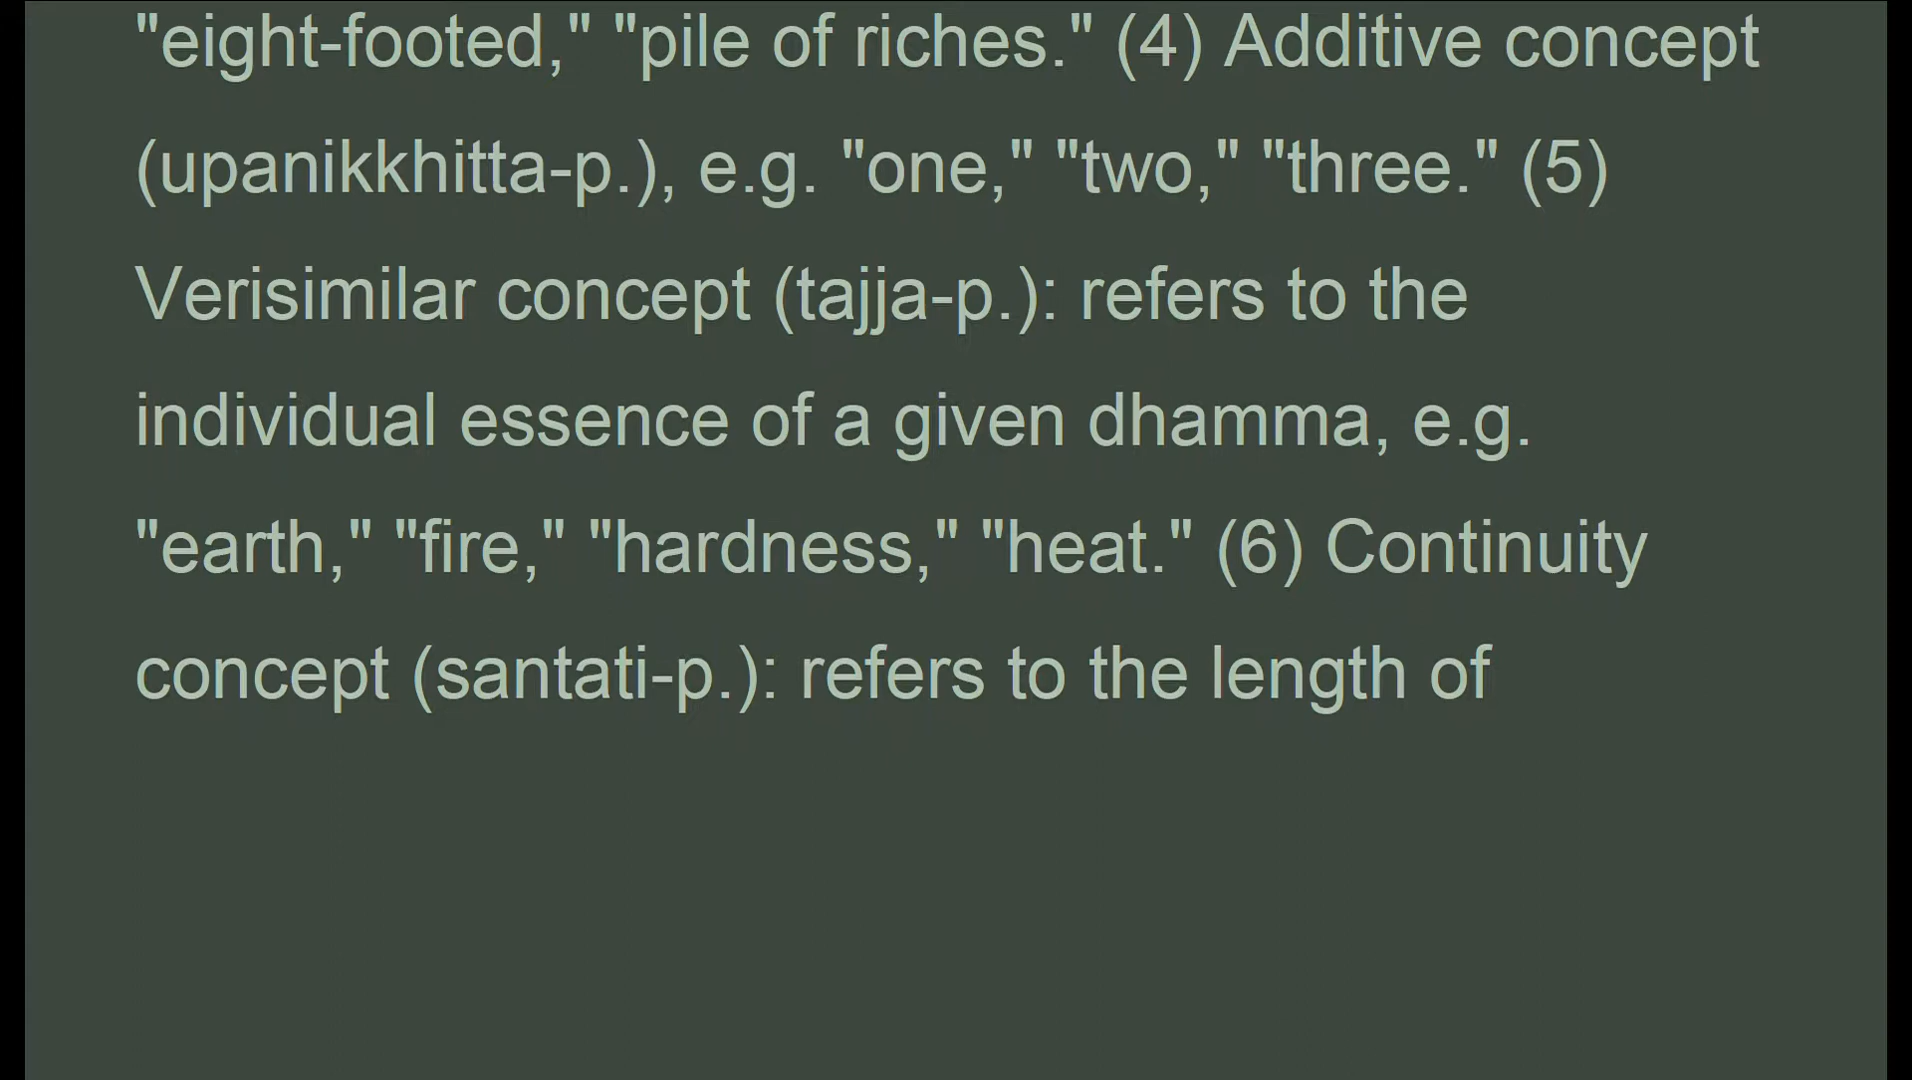 "eight-footed," "pile of riches." (4) Additive concept
(upanikkhitta-p.), e.g. "one," "two," "three." (5)
Verisimilar concept (tajja-p.): refers to the
individual essence of a given dhamma, e.g.
"earth," "fire," "hardness," "heat." (6) Continuity
concept (santati-p.): refers to the length of